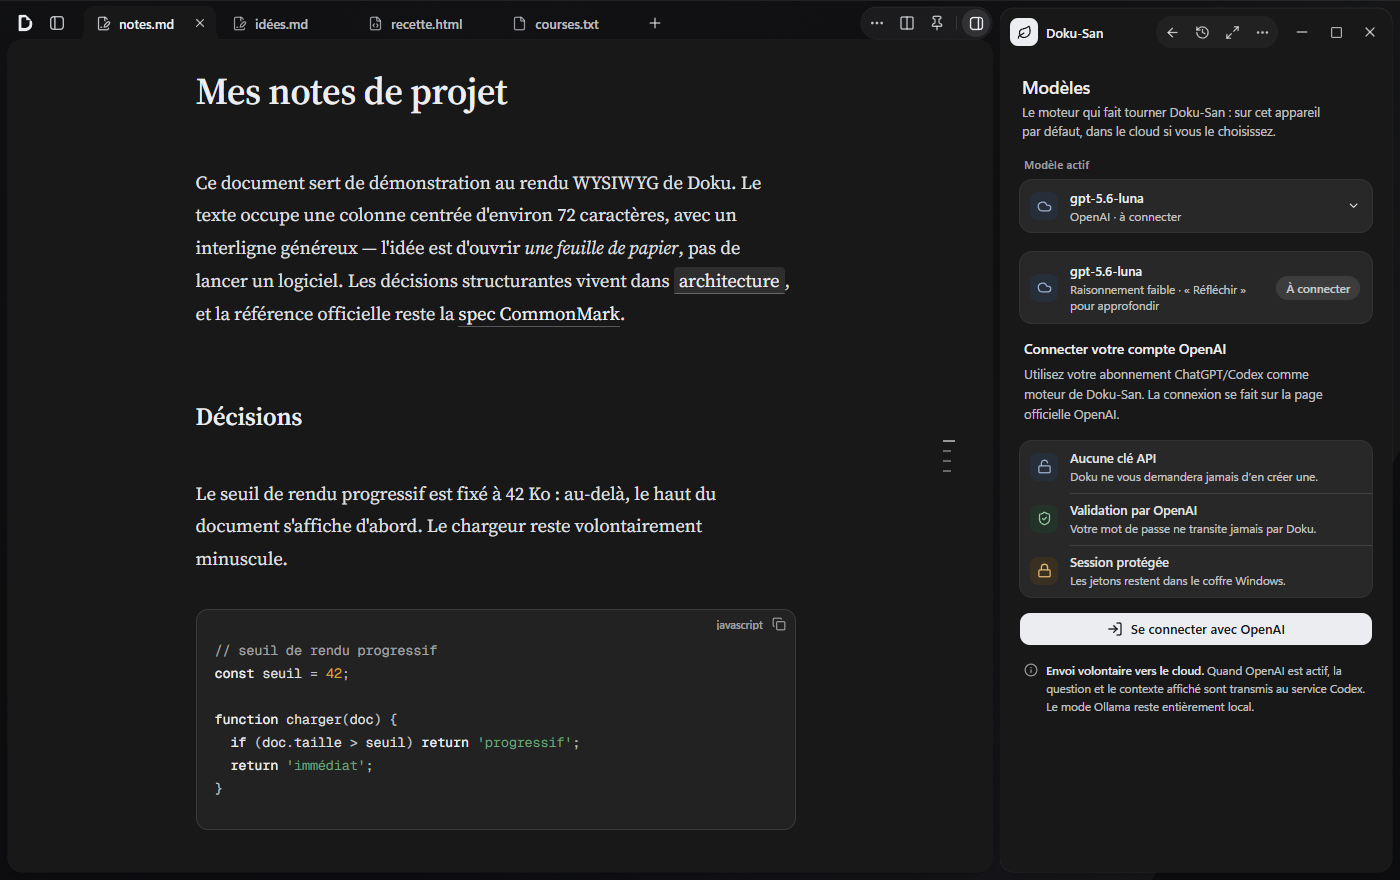 notes.md
idées.md
recette.html
courses.txt
Mes notes de projet
Ce document sert de démonstration au rendu WYSIWYG de Doku. Le
texte occupe une colonne centrée d'environ 72 caractères, avec un
interligne généreux — l'idée est d'ouvrir une feuille de papier, pas de
lancer un logiciel. Les décisions structurantes vivent dans architecture ,
et la référence officielle reste la spec CommonMark.
Décisions
Le seuil de rendu progressif est fixé à 42 Ko : au-delà, le haut du
document s'affiche d'abord. Le chargeur reste volontairement
minuscule.
javascript
// seuil de rendu progressif
const seuil = 42;
function charger(doc) {
if (doc.taille > seuil) return 'progressif';
return 'immédiat';
}
Doku-San
Modèles
Le moteur qui fait tourner Doku-San : sur cet appareil
par défaut, dans le cloud si vous le choisissez.
Modèle actif
gpt-5.6-luna
OpenAI · à connecter
gpt-5.6-luna
Raisonnement faible · « Réfléchir »
pour approfondir
À connecter
Connecter votre compte OpenAI
Utilisez votre abonnement ChatGPT/Codex comme
moteur de Doku-San. La connexion se fait sur la page
officielle OpenAI.
Aucune clé API
Doku ne vous demandera jamais d'en créer une.
Validation par OpenAI
Votre mot de passe ne transite jamais par Doku.
Session protégée
Les jetons restent dans le coffre Windows.
Se connecter avec OpenAI
Envoi volontaire vers le cloud. Quand OpenAI est actif, la
question et le contexte affiché sont transmis au service Codex.
Le mode Ollama reste entièrement local.